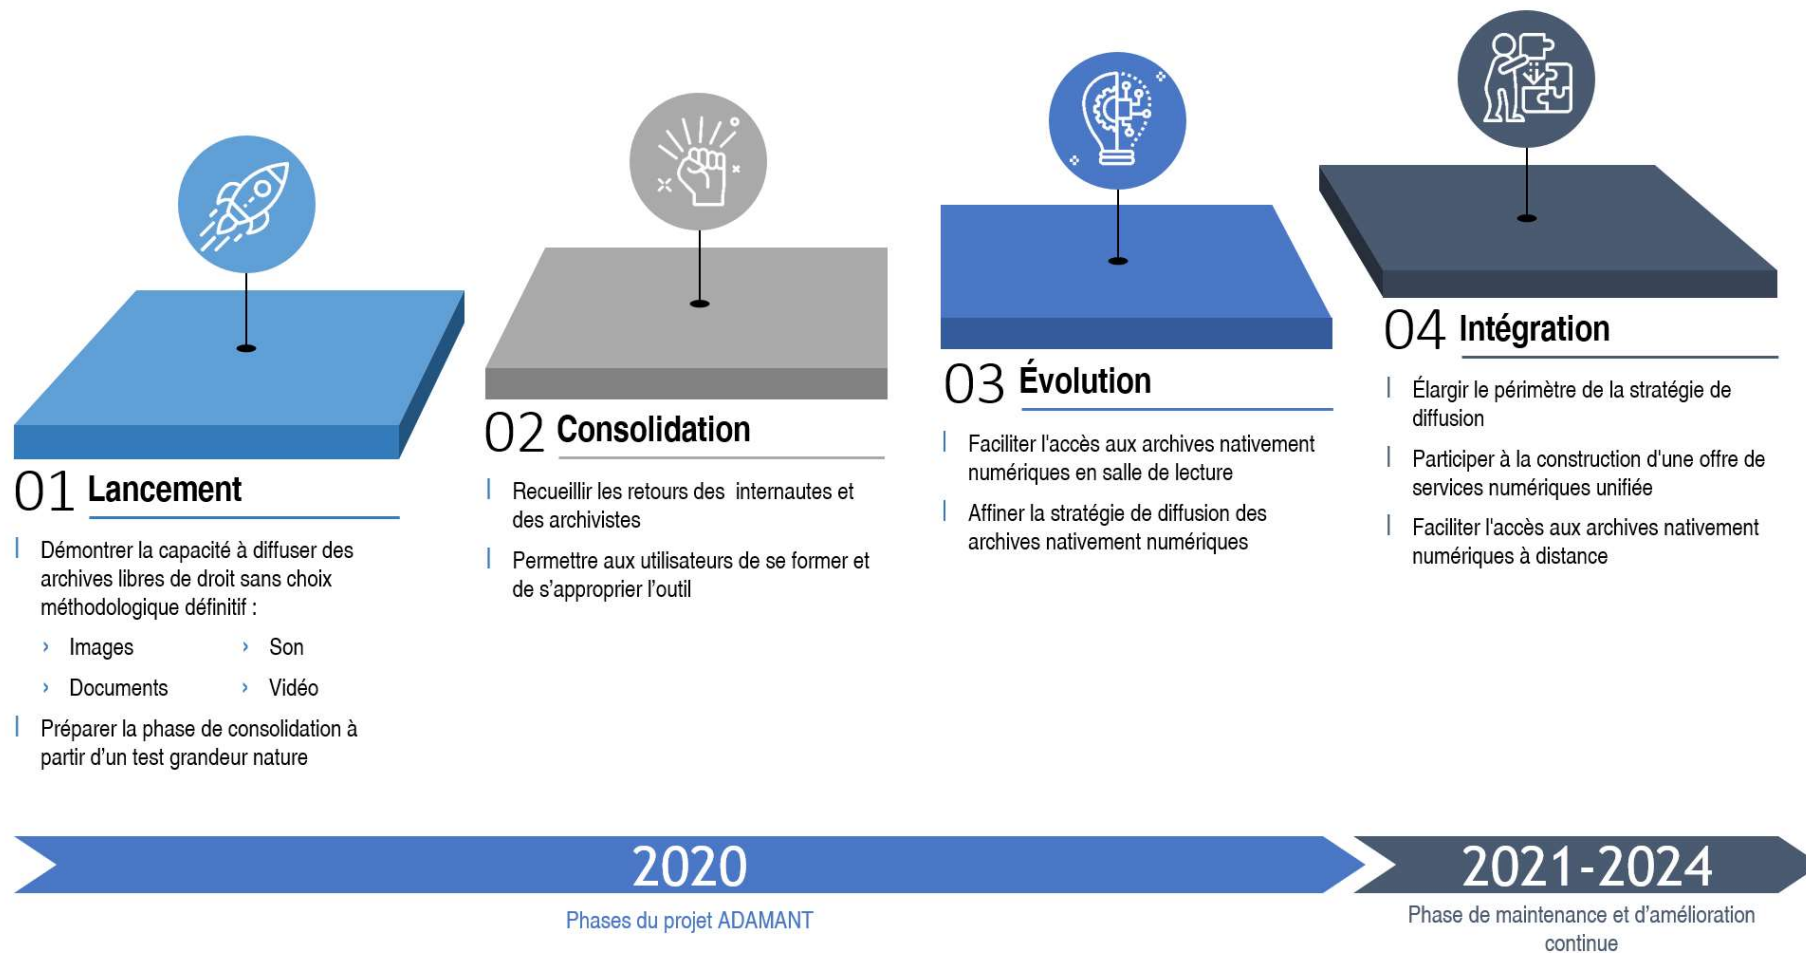 01 Lancement
Démontrer la capacité à diffuser des
archives libres de droit sans choix
méthodologique définitif :
› Images
› Son
› Documents
› Vidéo
Préparer la phase de consolidation à
partir d’un test grandeur nature
02 Consolidation
Recueillir les retours des internautes et
des archivistes
Permettre aux utilisateurs de se former et
de s’approprier l’outil
03 Évolution
Faciliter l'accès aux archives nativement
numériques en salle de lecture
Affiner la stratégie de diffusion des
archives nativement numériques
04 Intégration
Élargir le périmètre de la stratégie de
diffusion
Participer à la construction d'une offre de
services numériques unifiée
Faciliter l'accès aux archives nativement
numériques à distance
2020
Phases du projet ADAMANT
2021-2024
Phase de maintenance et d’amélioration
continue